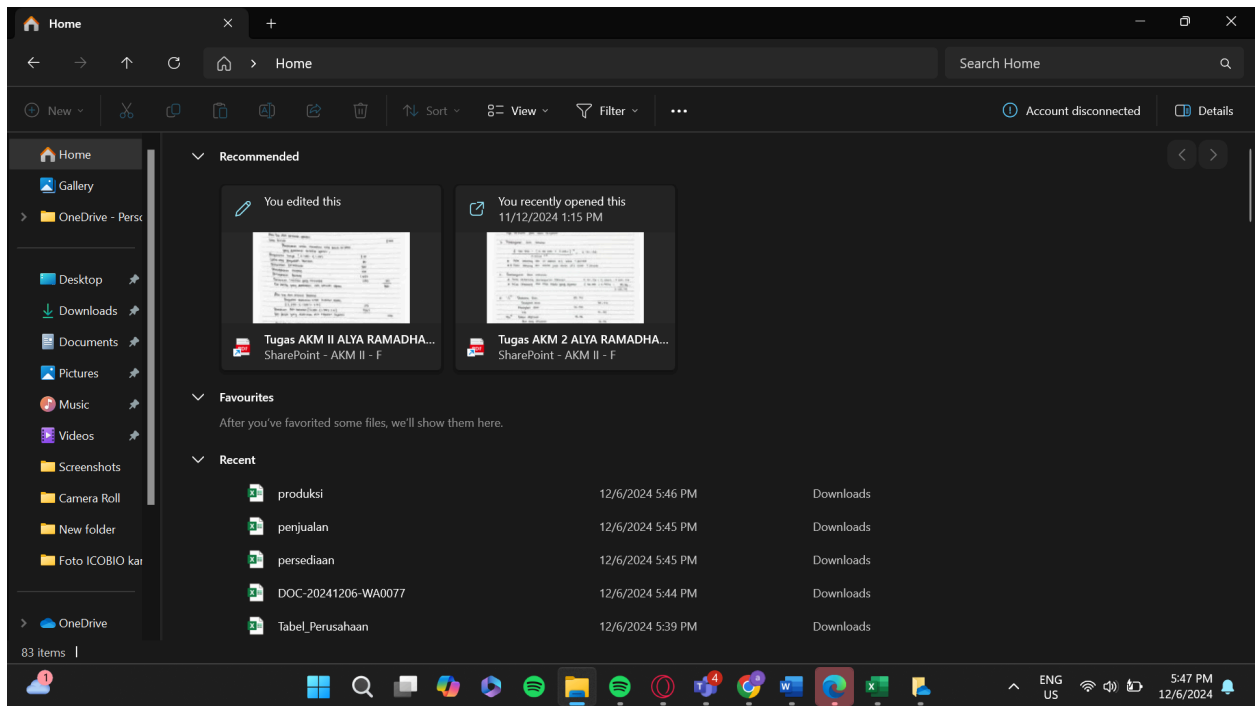 Home
Home
Search Home
New
Sort
View
Filter
Account disconnected
Details
Home
Gallery
OneDrive - Perso
Desktop
Downloads
Documents
Pictures
Music
Videos
Screenshots
Camera Roll
New folder
Foto ICOBIO kar
OneDrive
Recommended
You edited this
Tugas AKM II ALYA RAMADHA...
SharePoint - AKM II - F
You recently opened this
11/12/2024 1:15 PM
Tugas AKM 2 ALYA RAMADHA...
SharePoint - AKM II - F
Favourites
After you've favorited some files, we'll show them here.
Recent
produksi 12/6/2024 5:46 PM Downloads
penjualan 12/6/2024 5:45 PM Downloads
persediaan 12/6/2024 5:45 PM Downloads
DOC-20241206-WA0077 12/6/2024 5:44 PM Downloads
Tabel_Perusahaan 12/6/2024 5:39 PM Downloads
83 items
1
4
ENG
US
5:47 PM
12/6/2024